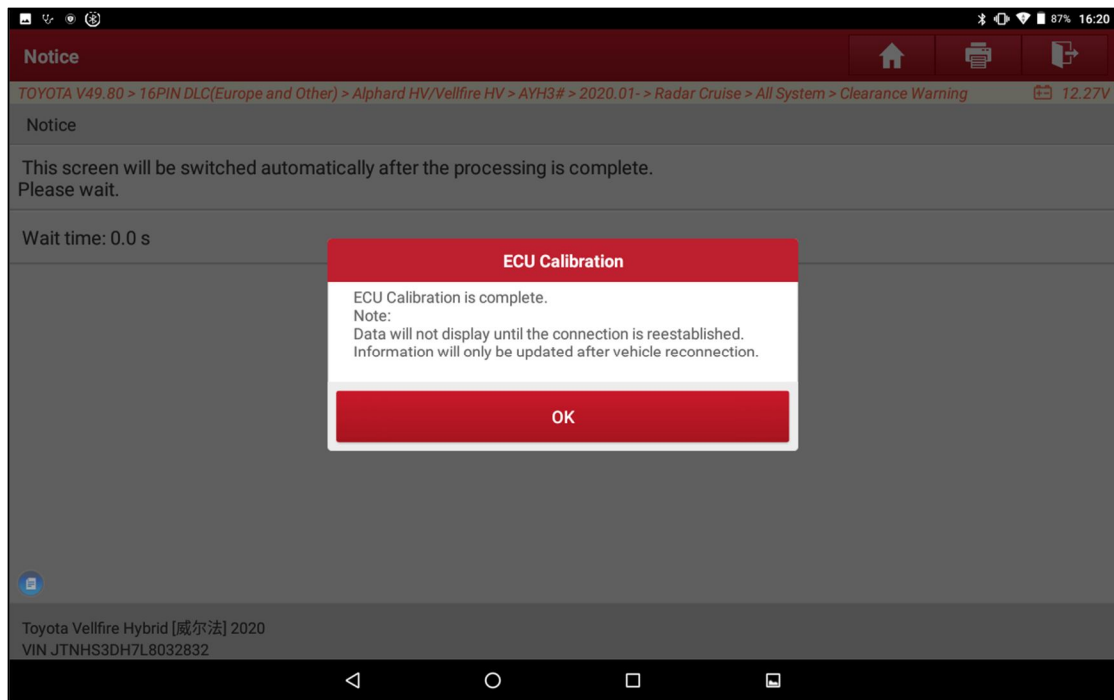 87% 16:20
Notice
TOYOTA V49.80 > 16PIN DLC(Europe and Other) > Alphard HV/Vellfire HV > AYH3# > 2020.01- > Radar Cruise > All System > Clearance Warning 12.27V
Notice
This screen will be switched automatically after the processing is complete.
Please wait.
Wait time: 0.0 s
ECU Calibration
ECU Calibration is complete.
Note:
Data will not display until the connection is reestablished.
Information will only be updated after vehicle reconnection.
OK
Toyota Vellfire Hybrid [威尔法] 2020
VIN JTNHS3DH7L8032832